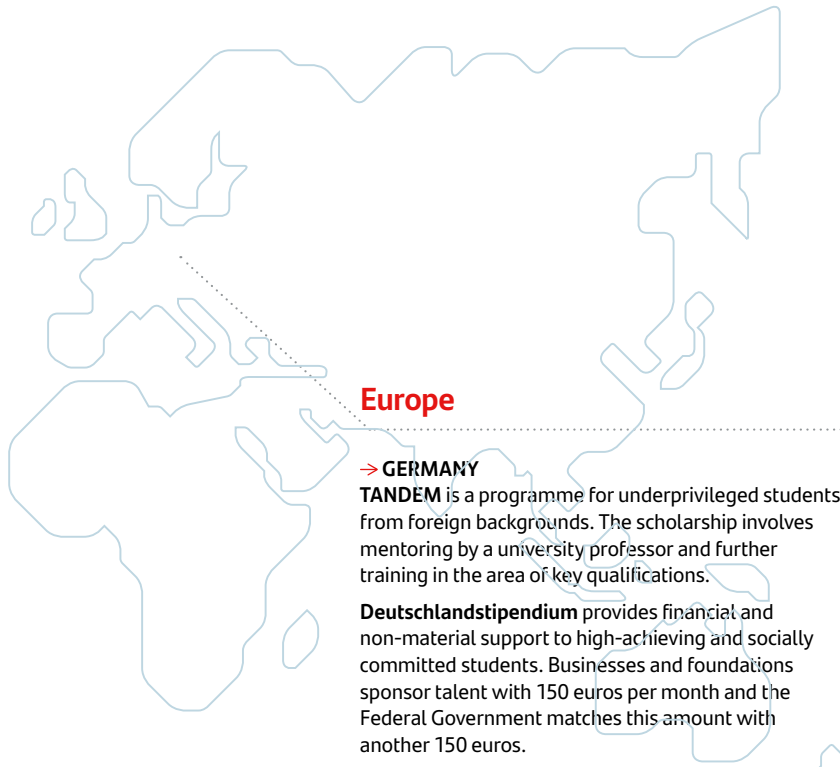 Europe
→ GERMANY
TANDEM is a programme for underprivileged students
from foreign backgrounds. The scholarship involves
mentoring by a university professor and further
training in the area of key qualifications.
Deutschlandstipendium provides financial and
non-material support to high-achieving and socially
committed students. Businesses and foundations
sponsor talent with 150 euros per month and the
Federal Government matches this amount with
another 150 euros.